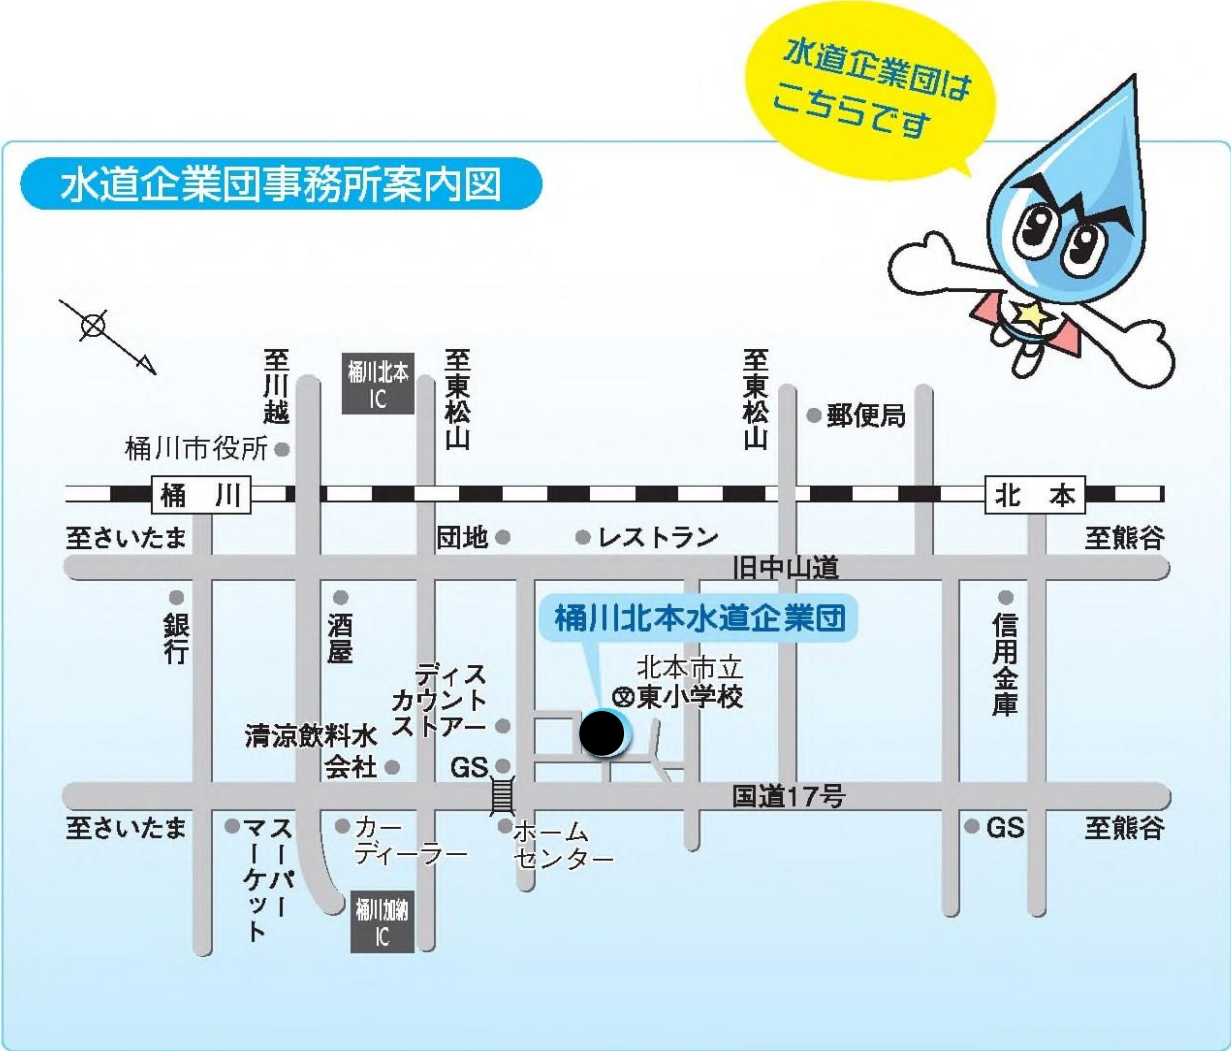 水道企業団は
こちらです
水道企業団事務所案内図
至川越
桶川北本
IC
至東松山
至東松山
郵便局
桶川市役所
桶川
北本
至さいたま
団地
レストラン
至熊谷
旧中山道
銀行
酒屋
桶川北本水道企業団
信用金庫
北本市立
文東小学校
ディス
カウント
ストアー
清涼飲料水
会社
GS
国道17号
至さいたま
スーパー
マーケット
カー
ディーラー
ホーム
センター
GS
至熊谷
桶川加納
IC